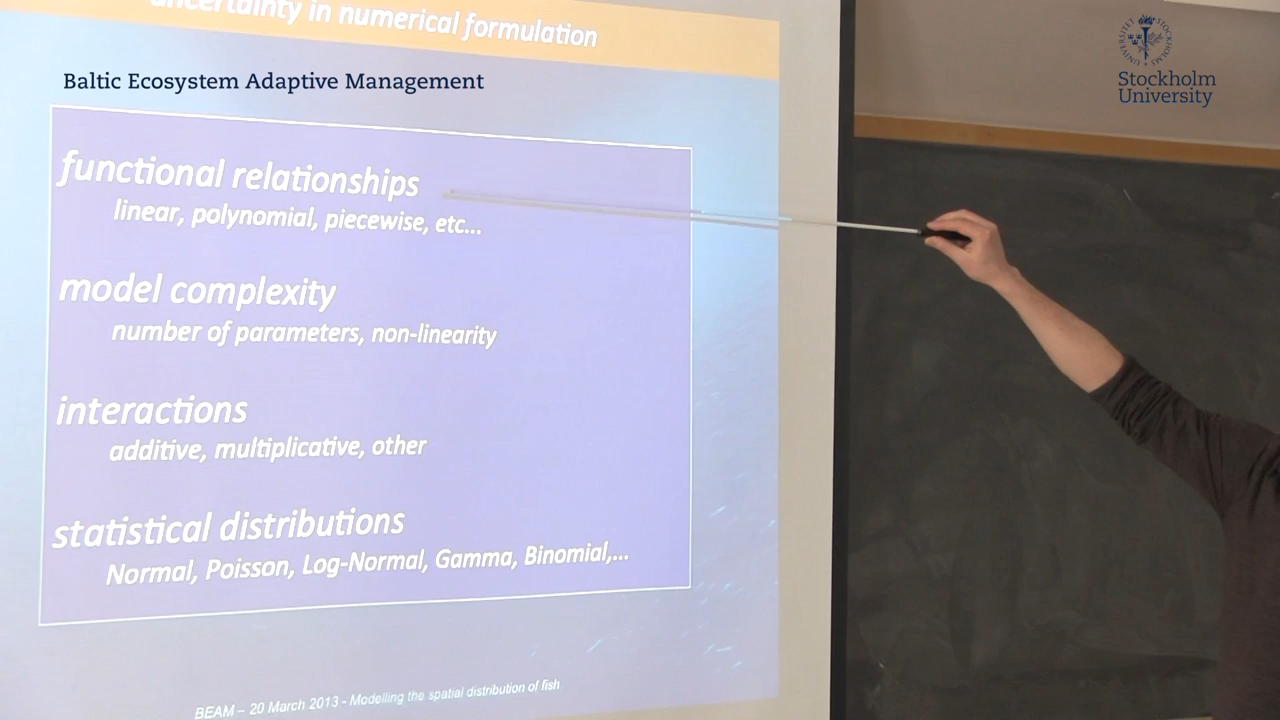 uncertainty in numerical formulation
Baltic Ecosystem Adaptive Management
functional relationships
linear, polynomial, piecewise, etc...
model complexity
number of parameters, non-linearity
interactions
additive, multiplicative, other
statistical distributions
Normal, Poisson, Log-Normal, Gamma, Binomial,...
BEAM – 20 March 2013 - Modelling the spatial distribution of fish
STOCKHOLMS UNIVERSITET
Stockholm
University